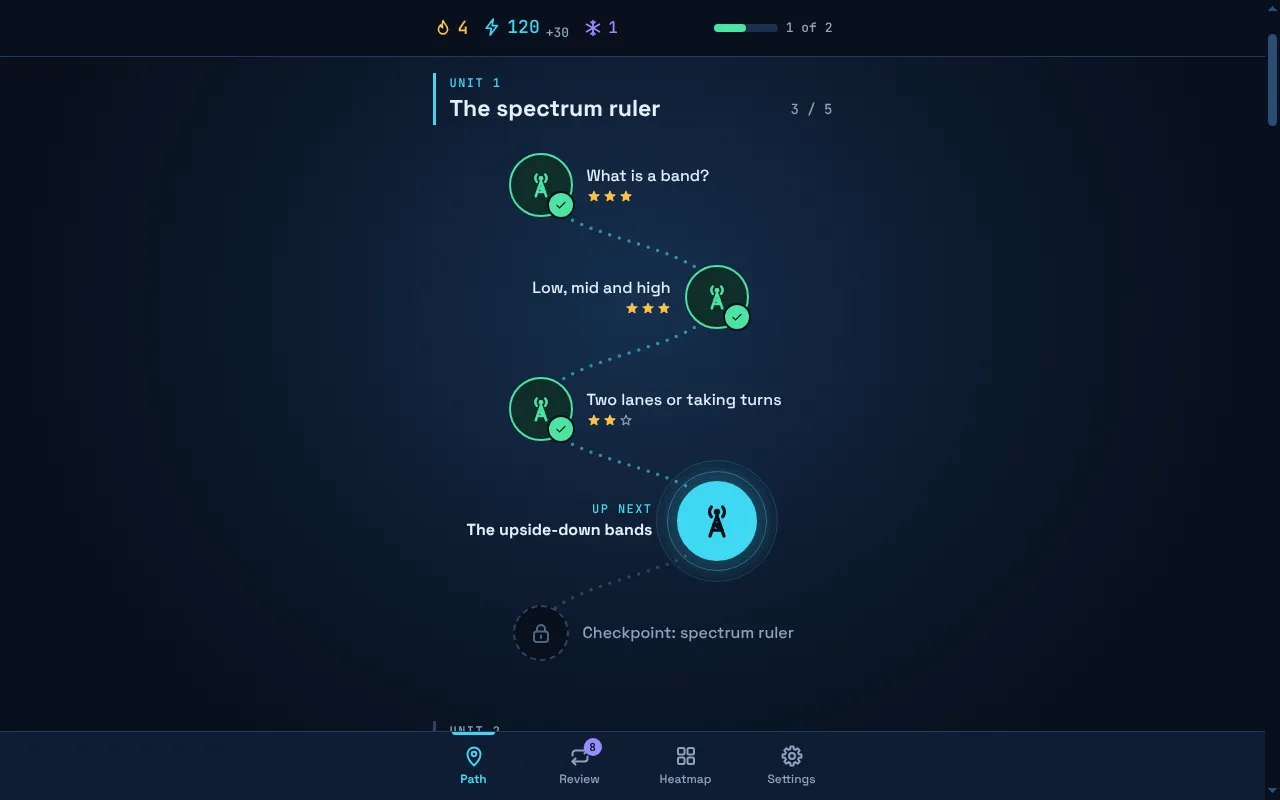 4 120 +30 1 1 of 2
UNIT 1
The spectrum ruler 3 / 5
What is a band?
Low, mid and high
Two lanes or taking turns
UP NEXT
The upside-down bands
Checkpoint: spectrum ruler
8
Path Review Heatmap Settings